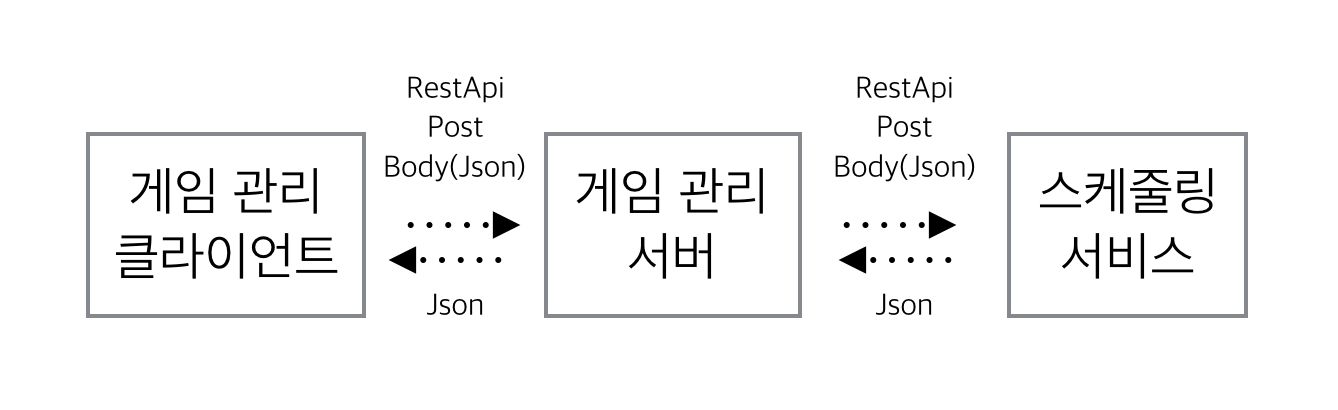 RestApi
Post
Body(Json)
RestApi
Post
Body(Json)
게임 관리
클라이언트
게임 관리
서버
스케줄링
서비스
Json
Json